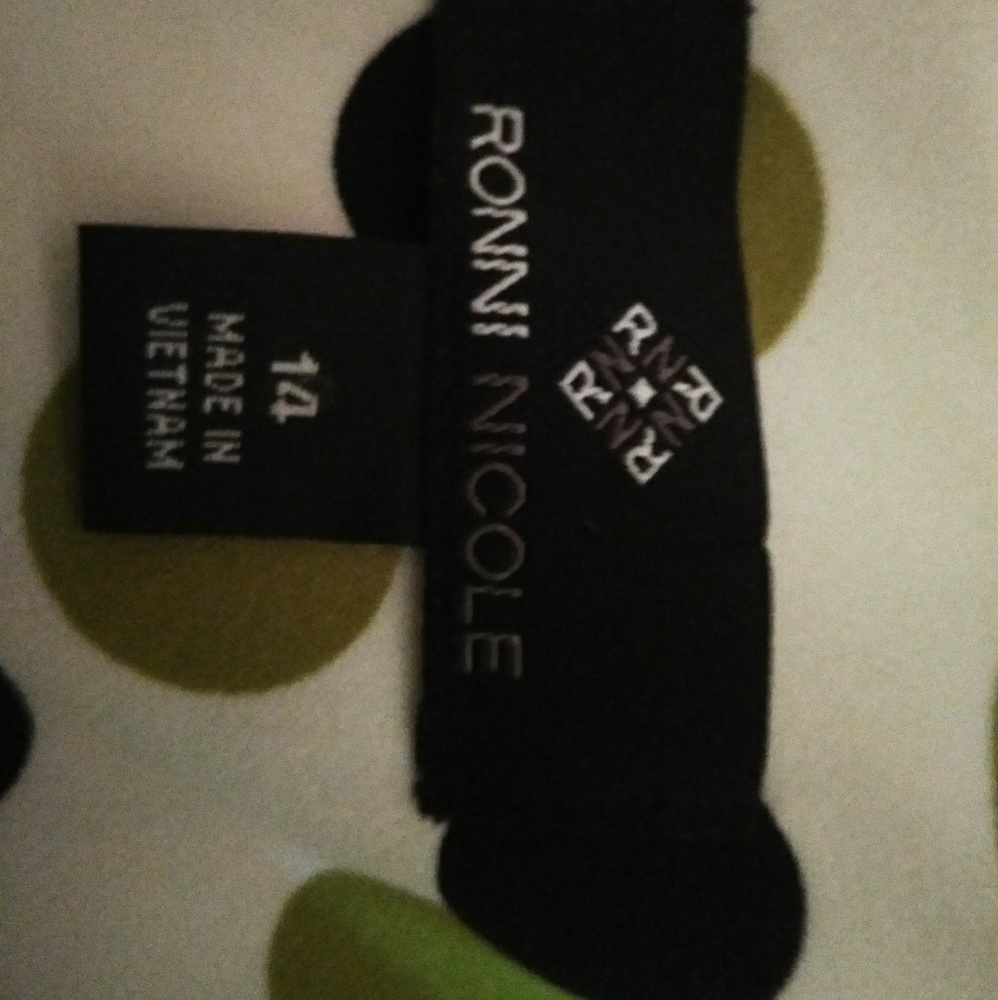 RONNI NICOLE
14
MADE IN
VIETNAM